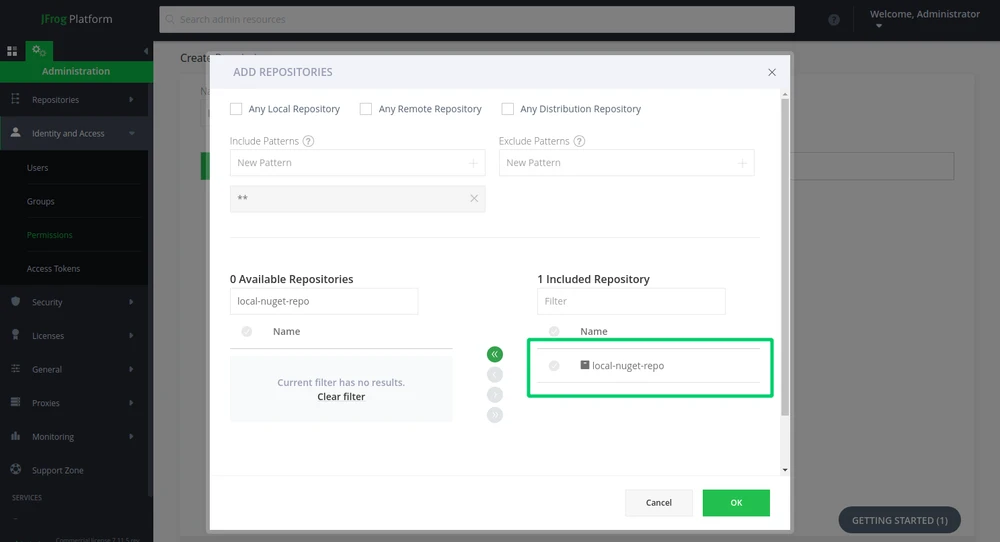 JFrog Platform
Search admin resources
?
Welcome, Administrator
Administration
Repositories
Identity and Access
Users
Groups
Permissions
Access Tokens
Security
Licenses
General
Proxies
Monitoring
Support Zone
SERVICES
ADD REPOSITORIES
Any Local Repository
Any Remote Repository
Any Distribution Repository
Include Patterns ?
Exclude Patterns ?
New Pattern
New Pattern
**
0 Available Repositories
1 Included Repository
local-nuget-repo
Filter
Name
Name
Current filter has no results.
Clear filter
local-nuget-repo
Cancel
OK
GETTING STARTED (1)